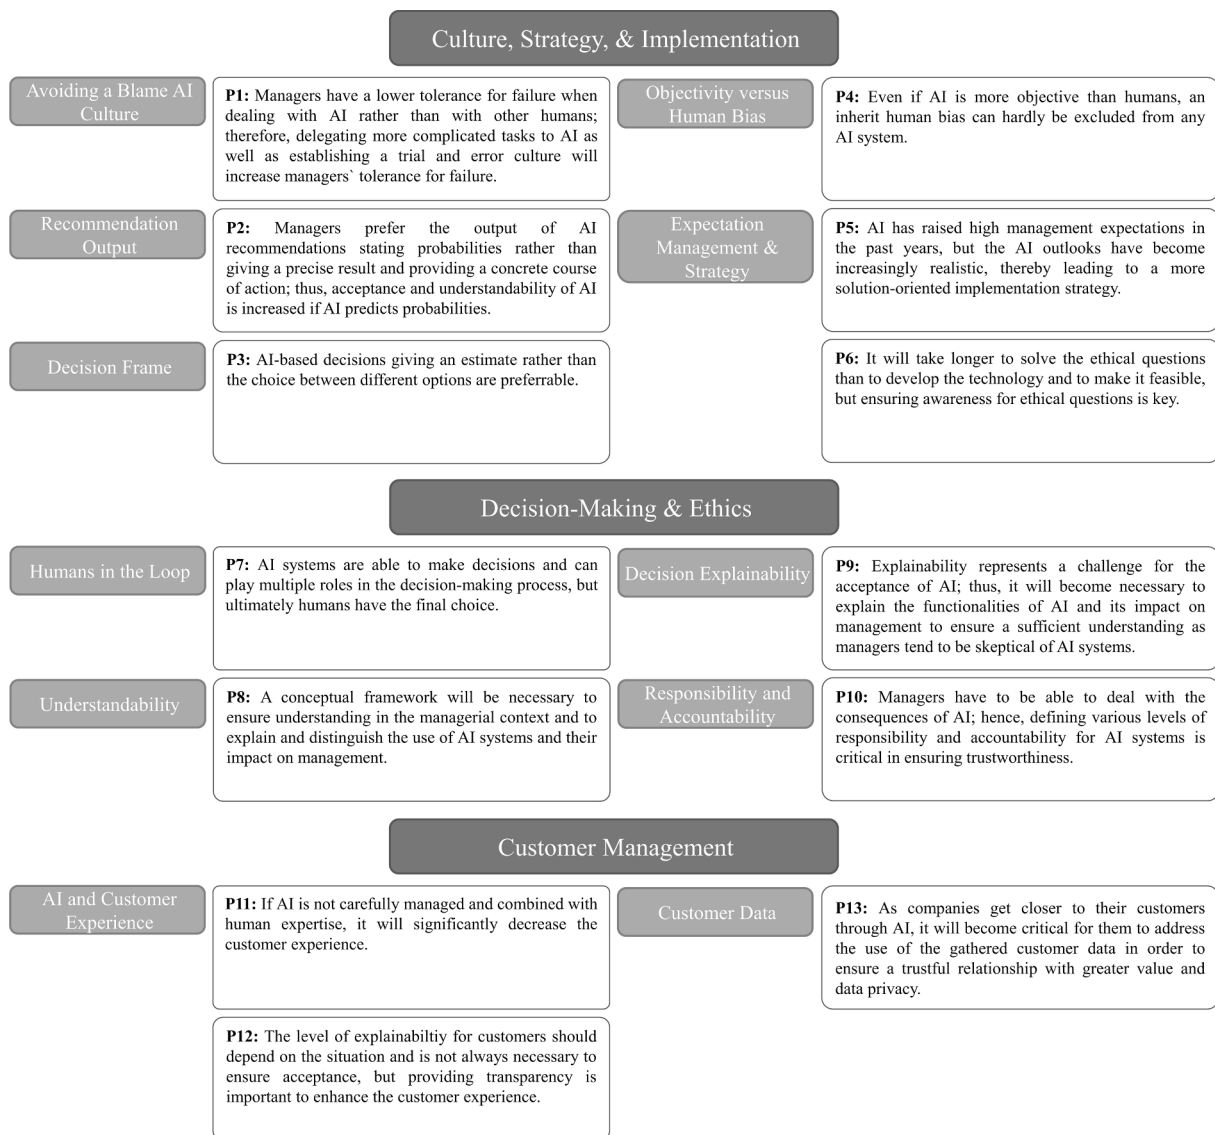 Culture, Strategy, & Implementation
Avoiding a Blame AI
Culture
P1: Managers have a lower tolerance for failure when
dealing with AI rather than with other humans;
therefore, delegating more complicated tasks to AI as
well as establishing a trial and error culture will
increase managers` tolerance for failure.
Objectivity versus
Human Bias
P4: Even if AI is more objective than humans, an
inherit human bias can hardly be excluded from any
AI system.
Recommendation
Output
P2: Managers prefer the output of AI
recommendations stating probabilities rather than
giving a precise result and providing a concrete course
of action; thus, acceptance and understandability of AI
is increased if AI predicts probabilities.
Expectation
Management &
Strategy
P5: AI has raised high management expectations in
the past years, but the AI outlooks have become
increasingly realistic, thereby leading to a more
solution-oriented implementation strategy.
Decision Frame
P3: AI-based decisions giving an estimate rather than
the choice between different options are preferrable.
P6: It will take longer to solve the ethical questions
than to develop the technology and to make it feasible,
but ensuring awareness for ethical questions is key.
Decision-Making & Ethics
Humans in the Loop
P7: AI systems are able to make decisions and can
play multiple roles in the decision-making process, but
ultimately humans have the final choice.
Decision Explainability
P9: Explainability represents a challenge for the
acceptance of AI; thus, it will become necessary to
explain the functionalities of AI and its impact on
management to ensure a sufficient understanding as
managers tend to be skeptical of AI systems.
Understandability
P8: A conceptual framework will be necessary to
ensure understanding in the managerial context and to
explain and distinguish the use of AI systems and their
impact on management.
Responsibility and
Accountability
P10: Managers have to be able to deal with the
consequences of AI; hence, defining various levels of
responsibility and accountability for AI systems is
critical in ensuring trustworthiness.
Customer Management
AI and Customer
Experience
P11: If AI is not carefully managed and combined with
human expertise, it will significantly decrease the
customer experience.
Customer Data
P13: As companies get closer to their customers
through AI, it will become critical for them to address
the use of the gathered customer data in order to
ensure a trustful relationship with greater value and
data privacy.
P12: The level of explainabiltiy for customers should
depend on the situation and is not always necessary to
ensure acceptance, but providing transparency is
important to enhance the customer experience.